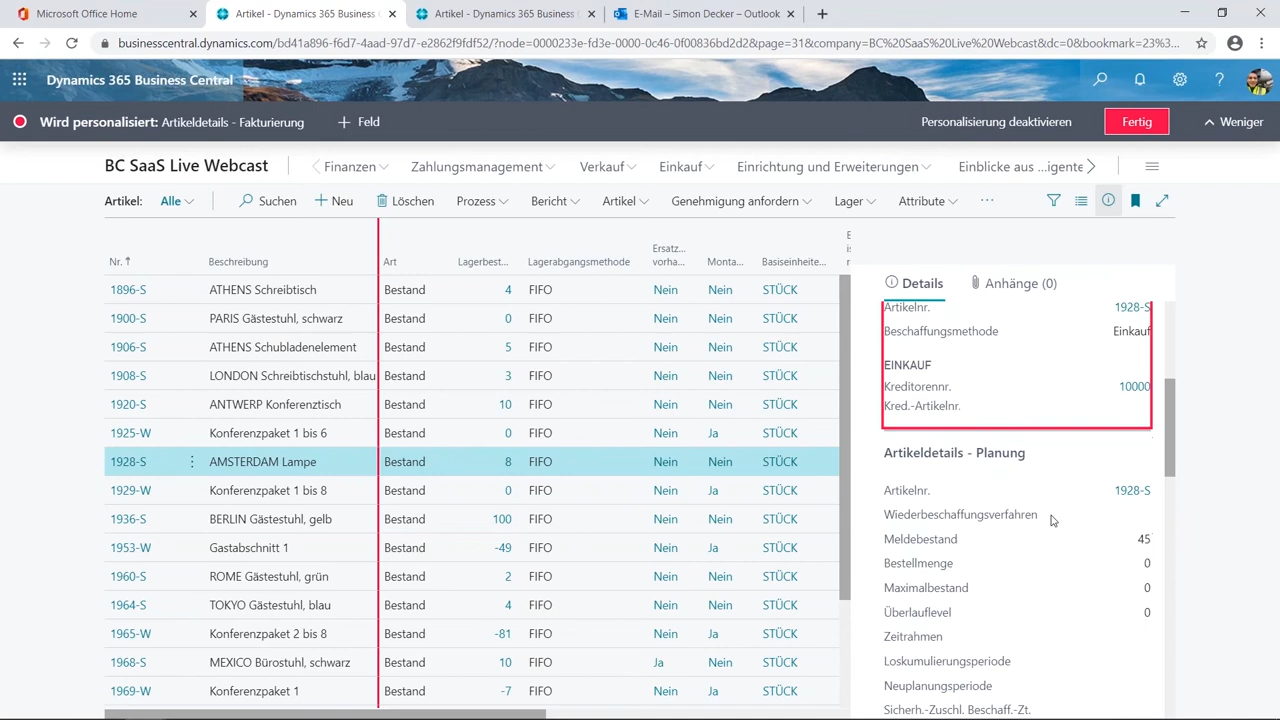 Microsoft Office Home
Artikel - Dynamics 365 Business Cent
Artikel - Dynamics 365 Business
E-Mail – Simon Decker – Outlook
businesscentral.dynamics.com/bd41a896-f6d7-4aad-97d7-e2862f9fdf52/?node=0000233e-fd3e-0000-0c46-0f00836bd2d2&page=31&company=BC%20SaaS%20Live%20Webcast&dc=0&bookmark=23%3...
Dynamics 365 Business Central
Wird personalisiert: Artikeldetails - Fakturierung
Feld
Personalisierung deaktivieren
Fertig
Weniger
BC SaaS Live Webcast
Finanzen
Zahlungsmanagement
Verkauf
Einkauf
Einrichtung und Erweiterungen
Einblicke aus ...igente
Artikel: Alle
Suchen
Neu
Löschen
Prozess
Bericht
Artikel
Genehmigung anfordern
Lager
Attribute
Nr. ↑ Beschreibung Art Lagerbest... Lagerabgangsmethode Ersatz... vorha... Monta... Basiseinheite...
1896-S ATHENS Schreibtisch Bestand 4 FIFO Nein Nein STÜCK
1900-S PARIS Gästestuhl, schwarz Bestand 0 FIFO Nein Nein STÜCK
1906-S ATHENS Schubladenelement Bestand 5 FIFO Nein Nein STÜCK
1908-S LONDON Schreibtischstuhl, blau Bestand 3 FIFO Nein Nein STÜCK
1920-S ANTWERP Konferenztisch Bestand 10 FIFO Nein Nein STÜCK
1925-W Konferenzpaket 1 bis 6 Bestand 0 FIFO Nein Ja STÜCK
1928-S AMSTERDAM Lampe Bestand 8 FIFO Nein Nein STÜCK
1929-W Konferenzpaket 1 bis 8 Bestand 0 FIFO Nein Ja STÜCK
1936-S BERLIN Gästestuhl, gelb Bestand 100 FIFO Nein Nein STÜCK
1953-W Gastabschnitt 1 Bestand -49 FIFO Nein Ja STÜCK
1960-S ROME Gästestuhl, grün Bestand 2 FIFO Nein Nein STÜCK
1964-S TOKYO Gästestuhl, blau Bestand 4 FIFO Nein Nein STÜCK
1965-W Konferenzpaket 2 bis 8 Bestand -81 FIFO Nein Ja STÜCK
1968-S MEXICO Bürostuhl, schwarz Bestand 10 FIFO Ja Nein STÜCK
1969-W Konferenzpaket 1 Bestand -7 FIFO Nein Ja STÜCK
Details
Anhänge (0)
Artikelnr. 1928-S
Beschaffungsmethode Einkauf
EINKAUF
Kreditorennr. 10000
Kred.-Artikelnr.
Artikeldetails - Planung
Artikelnr. 1928-S
Wiederbeschaffungsverfahren
Meldebestand 45
Bestellmenge 0
Maximalbestand 0
Überlauflevel 0
Zeitrahmen
Loskumulierungsperiode
Neuplanungsperiode
Sicherh.-Zuschl. Beschaff.-Zt.